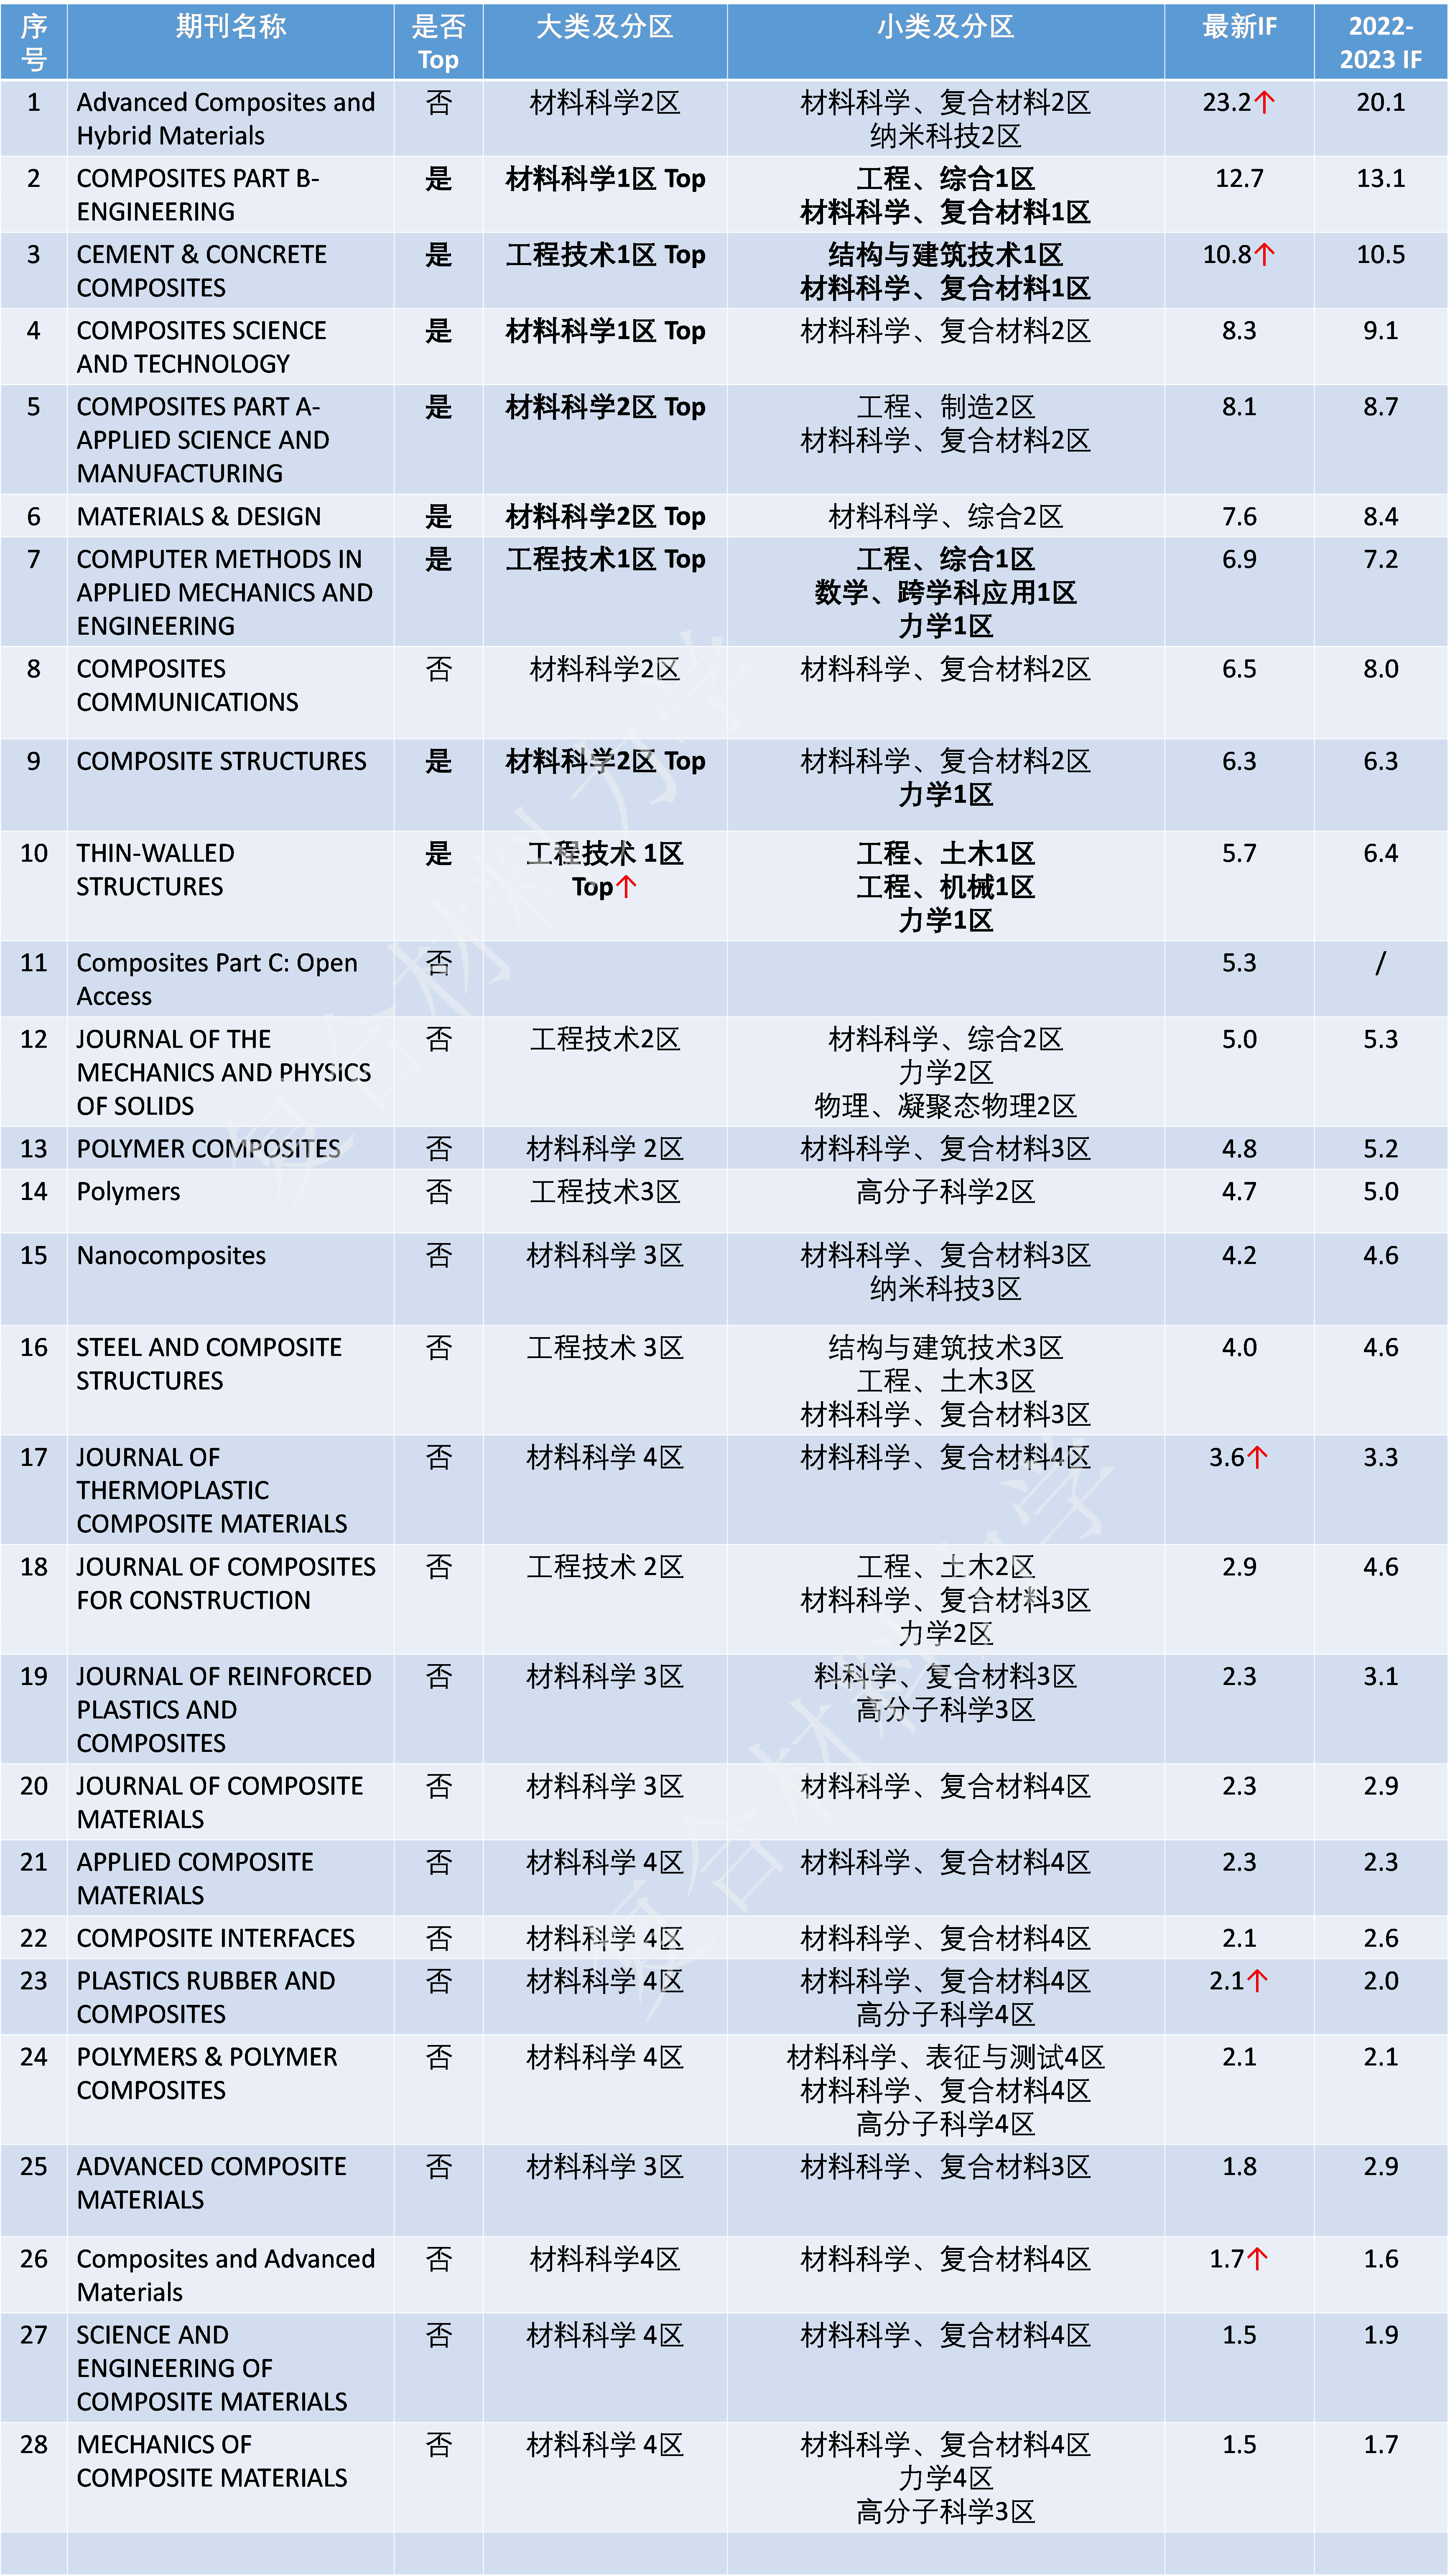 序号 期刊名称 是否Top 大类及分区 小类及分区 最新IF 2022-2023 IF
1 Advanced Composites and Hybrid Materials 否 材料科学2区 材料科学、复合材料2区 纳米科技2区 23.2↑ 20.1
2 COMPOSITES PART B-ENGINEERING 是 材料科学1区 Top 工程、综合1区 材料科学、复合材料1区 12.7 13.1
3 CEMENT & CONCRETE COMPOSITES 是 工程技术1区 Top 结构与建筑技术1区 材料科学、复合材料1区 10.8↑ 10.5
4 COMPOSITES SCIENCE AND TECHNOLOGY 是 材料科学1区 Top 材料科学、复合材料2区 8.3 9.1
5 COMPOSITES PART A-APPLIED SCIENCE AND MANUFACTURING 是 材料科学2区 Top 工程、制造2区 材料科学、复合材料2区 8.1 8.7
6 MATERIALS & DESIGN 是 材料科学2区 Top 材料科学、综合2区 7.6 8.4
7 COMPUTER METHODS IN APPLIED MECHANICS AND ENGINEERING 是 工程技术1区 Top 工程、综合1区 数学、跨学科应用1区 力学1区 6.9 7.2
8 COMPOSITES COMMUNICATIONS 否 材料科学2区 材料科学、复合材料2区 6.5 8.0
9 COMPOSITE STRUCTURES 是 材料科学2区 Top 材料科学、复合材料2区 力学1区 6.3 6.3
10 THIN-WALLED STRUCTURES 是 工程技术 1区 Top↑ 工程、土木1区 工程、机械1区 力学1区 5.7 6.4
11 Composites Part C: Open Access 否 5.3 /
12 JOURNAL OF THE MECHANICS AND PHYSICS OF SOLIDS 否 工程技术2区 材料科学、综合2区 力学2区 物理、凝聚态物理2区 5.0 5.3
13 POLYMER COMPOSITES 否 材料科学 2区 材料科学、复合材料3区 4.8 5.2
14 Polymers 否 工程技术3区 高分子科学2区 4.7 5.0
15 Nanocomposites 否 材料科学 3区 材料科学、复合材料3区 纳米科技3区 4.2 4.6
16 STEEL AND COMPOSITE STRUCTURES 否 工程技术 3区 结构与建筑技术3区 工程、土木3区 材料科学、复合材料3区 4.0 4.6
17 JOURNAL OF THERMOPLASTIC COMPOSITE MATERIALS 否 材料科学 4区 材料科学、复合材料4区 3.6↑ 3.3
18 JOURNAL OF COMPOSITES FOR CONSTRUCTION 否 工程技术 2区 工程、土木2区 材料科学、复合材料3区 力学2区 2.9 4.6
19 JOURNAL OF REINFORCED PLASTICS AND COMPOSITES 否 材料科学 3区 料科学、复合材料3区 高分子科学3区 2.3 3.1
20 JOURNAL OF COMPOSITE MATERIALS 否 材料科学 3区 材料科学、复合材料4区 2.3 2.9
21 APPLIED COMPOSITE MATERIALS 否 材料科学 4区 材料科学、复合材料4区 2.3 2.3
22 COMPOSITE INTERFACES 否 材料科学 4区 材料科学、复合材料4区 2.1 2.6
23 PLASTICS RUBBER AND COMPOSITES 否 材料科学 4区 材料科学、复合材料4区 高分子科学4区 2.1↑ 2.0
24 POLYMERS & POLYMER COMPOSITES 否 材料科学 4区 材料科学、表征与测试4区 材料科学、复合材料4区 高分子科学4区 2.1 2.1
25 ADVANCED COMPOSITE MATERIALS 否 材料科学 3区 材料科学、复合材料3区 1.8 2.9
26 Composites and Advanced Materials 否 材料科学4区 材料科学、复合材料4区 1.7↑ 1.6
27 SCIENCE AND ENGINEERING OF COMPOSITE MATERIALS 否 材料科学 4区 材料科学、复合材料4区 1.5 1.9
28 MECHANICS OF COMPOSITE MATERIALS 否 材料科学 4区 材料科学、复合材料4区 力学4区 高分子科学3区 1.5 1.7
复合材料力学
复合材料力学